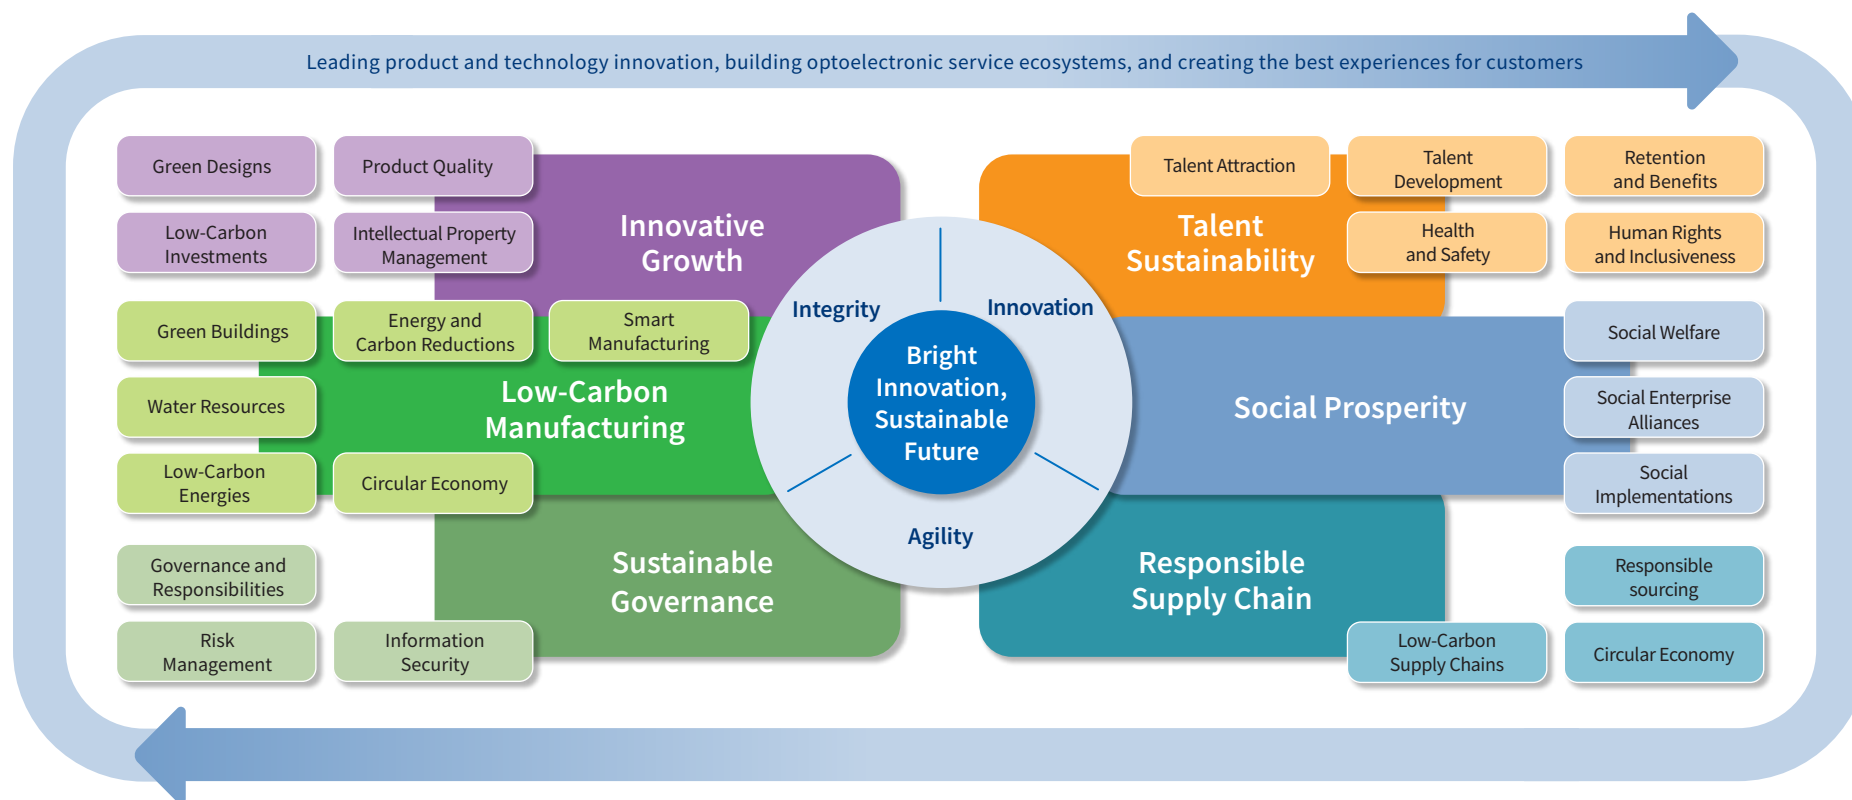 Leading product and technology innovation, building optoelectronic service ecosystems, and creating the best experiences for customers
Green Designs
Product Quality
Low-Carbon
Investments
Intellectual Property
Management
Innovative
Growth
Green Buildings
Energy and
Carbon Reductions
Smart
Manufacturing
Water Resources
Low-Carbon
Energies
Circular Economy
Low-Carbon
Manufacturing
Governance and
Responsibilities
Risk
Management
Information
Security
Sustainable
Governance
Integrity
Innovation
Agility
Bright
Innovation,
Sustainable
Future
Talent
Sustainability
Talent Attraction
Talent
Development
Retention
and Benefits
Health
and Safety
Human Rights
and Inclusiveness
Social Prosperity
Social Welfare
Social Enterprise
Alliances
Social
Implementations
Responsible
Supply Chain
Responsible
sourcing
Low-Carbon
Supply Chains
Circular Economy